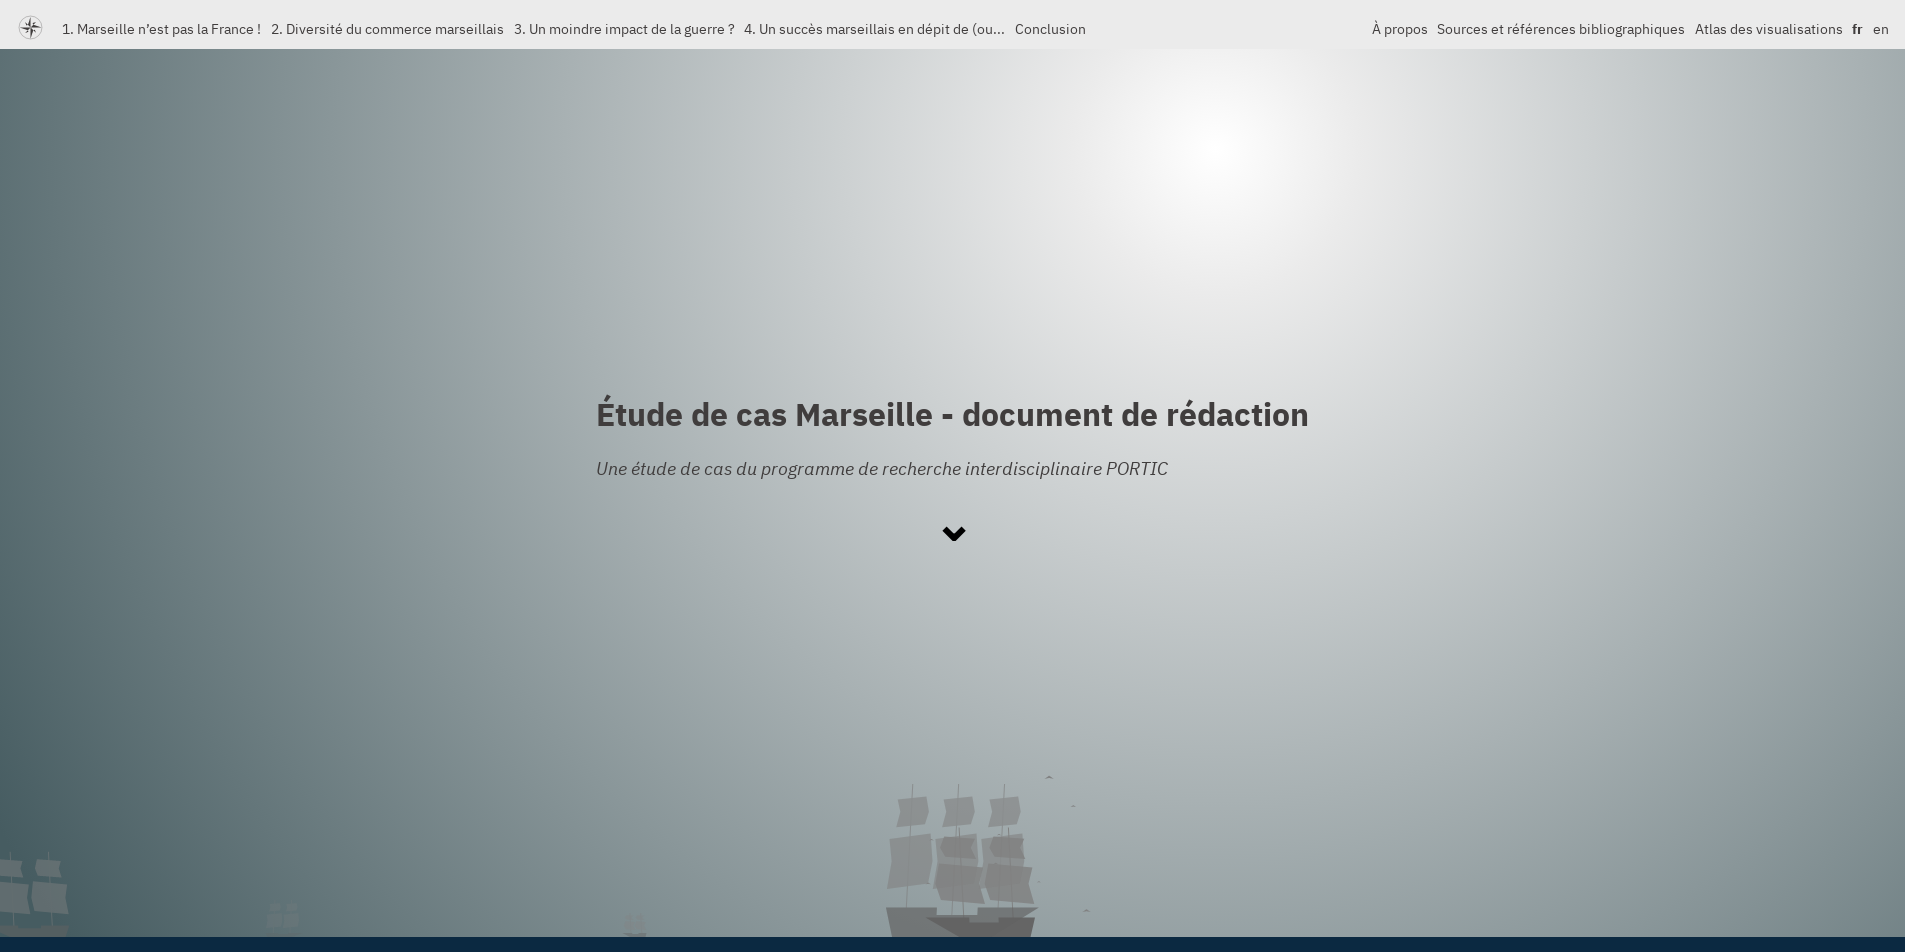 1. Marseille n’est pas la France ! 2. Diversité du commerce marseillais 3. Un moindre impact de la guerre ? 4. Un succès marseillais en dépit de (ou... Conclusion À propos Sources et références bibliographiques Atlas des visualisations fr en
Étude de cas Marseille - document de rédaction
Une étude de cas du programme de recherche interdisciplinaire PORTIC